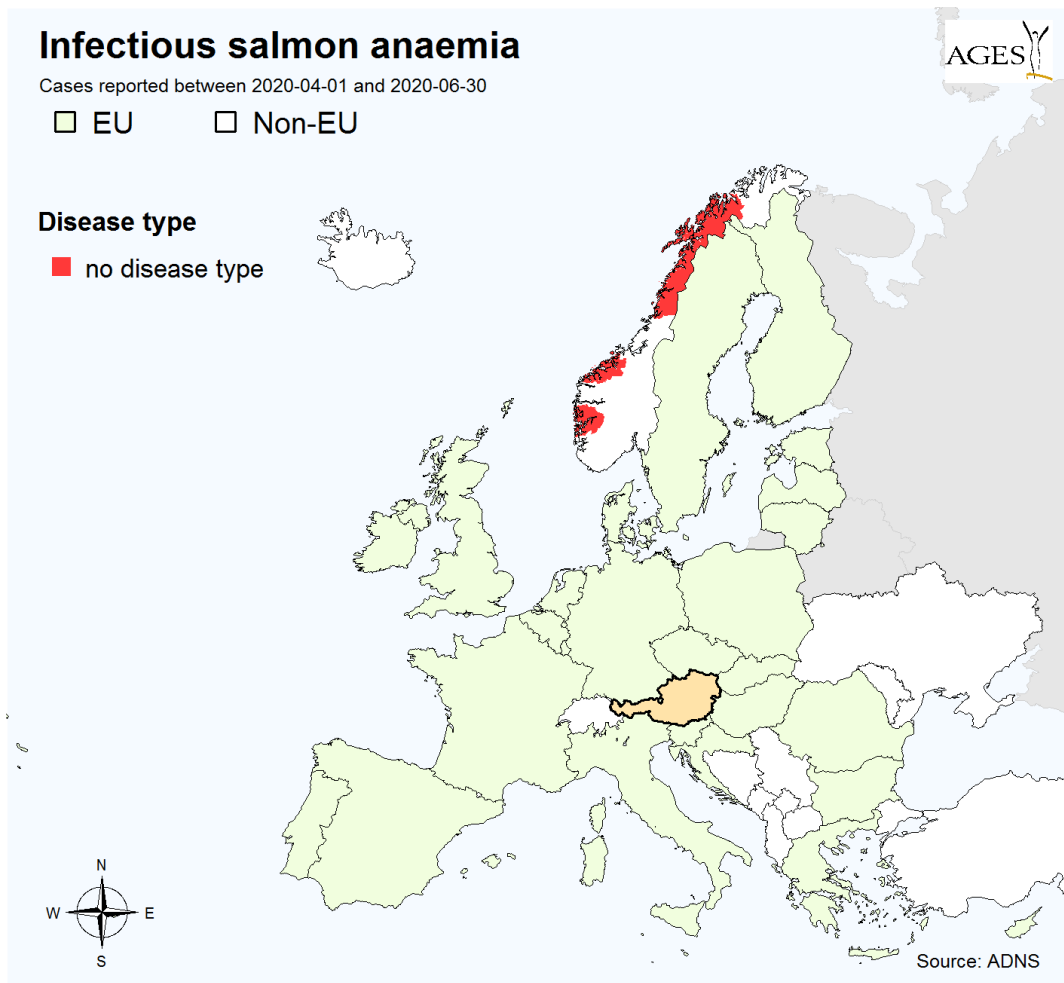 Infectious salmon anaemia
Cases reported between 2020-04-01 and 2020-06-30
EU Non-EU
AGES
Disease type
no disease type
N
W E
S
Source: ADNS